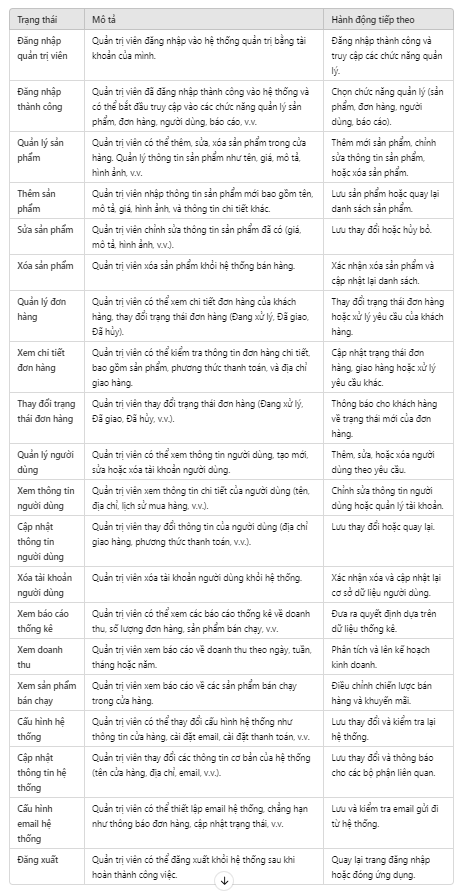 Trạng thái Mô tả Hành động tiếp theo
Đăng nhập quản trị viên Quản trị viên đăng nhập vào hệ thống quản trị bằng tài khoản của mình. Đăng nhập thành công và truy cập các chức năng quản lý.
Đăng nhập thành công Quản trị viên đã đăng nhập thành công vào hệ thống và có thể bắt đầu truy cập vào các chức năng quản lý sản phẩm, đơn hàng, người dùng, báo cáo, v.v. Chọn chức năng quản lý (sản phẩm, đơn hàng, người dùng, báo cáo).
Quản lý sản phẩm Quản trị viên có thể thêm, sửa, xóa sản phẩm trong cửa hàng. Quản lý thông tin sản phẩm như tên, giá, mô tả, hình ảnh, v.v. Thêm mới sản phẩm, chỉnh sửa thông tin sản phẩm, hoặc xóa sản phẩm.
Thêm sản phẩm Quản trị viên nhập thông tin sản phẩm mới bao gồm tên, mô tả, giá, hình ảnh, và thông tin chi tiết khác. Lưu sản phẩm hoặc quay lại danh sách sản phẩm.
Sửa sản phẩm Quản trị viên chỉnh sửa thông tin sản phẩm đã có (giá, mô tả, hình ảnh, v.v.). Lưu thay đổi hoặc hủy bỏ.
Xóa sản phẩm Quản trị viên xóa sản phẩm khỏi hệ thống bán hàng. Xác nhận xóa sản phẩm và cập nhật lại danh sách.
Quản lý đơn hàng Quản trị viên có thể xem chi tiết đơn hàng của khách hàng, thay đổi trạng thái đơn hàng (Đang xử lý, Đã giao, Đã hủy). Thay đổi trạng thái đơn hàng hoặc xử lý yêu cầu của khách hàng.
Xem chi tiết đơn hàng Quản trị viên có thể kiểm tra thông tin đơn hàng chi tiết, bao gồm sản phẩm, phương thức thanh toán, và địa chỉ giao hàng. Cập nhật trạng thái đơn hàng, giao hàng hoặc xử lý yêu cầu khác.
Thay đổi trạng thái đơn hàng Quản trị viên thay đổi trạng thái đơn hàng (Đang xử lý, Đã giao, Đã hủy, v.v.). Thông báo cho khách hàng về trạng thái mới của đơn hàng.
Quản lý người dùng Quản trị viên có thể xem thông tin người dùng, tạo mới, sửa hoặc xóa tài khoản người dùng. Thêm, sửa, hoặc xóa người dùng theo yêu cầu.
Xem thông tin người dùng Quản trị viên xem thông tin chi tiết của người dùng (tên, địa chỉ, lịch sử mua hàng, v.v.). Chỉnh sửa thông tin người dùng hoặc quản lý tài khoản.
Cập nhật thông tin người dùng Quản trị viên thay đổi thông tin của người dùng (địa chỉ giao hàng, phương thức thanh toán, v.v.). Lưu thay đổi hoặc quay lại.
Xóa tài khoản người dùng Quản trị viên xóa tài khoản người dùng khỏi hệ thống. Xác nhận xóa và cập nhật lại cơ sở dữ liệu người dùng.
Xem báo cáo thống kê Quản trị viên có thể xem các báo cáo thống kê về doanh thu, số lượng đơn hàng, sản phẩm bán chạy, v.v. Đưa ra quyết định dựa trên dữ liệu thống kê.
Xem doanh thu Quản trị viên xem báo cáo về doanh thu theo ngày, tuần, tháng hoặc năm. Phân tích và lên kế hoạch kinh doanh.
Xem sản phẩm bán chạy Quản trị viên xem báo cáo về các sản phẩm bán chạy trong cửa hàng. Điều chỉnh chiến lược bán hàng và khuyến mãi.
Cấu hình hệ thống Quản trị viên có thể thay đổi cấu hình hệ thống như thông tin cửa hàng, cài đặt email, cài đặt thanh toán, v.v. Lưu thay đổi và kiểm tra lại hệ thống.
Cập nhật thông tin hệ thống Quản trị viên thay đổi các thông tin cơ bản của hệ thống (tên cửa hàng, địa chỉ, email, v.v.). Lưu thay đổi và thông báo cho các bộ phận liên quan.
Cấu hình email hệ thống Quản trị viên có thể thiết lập email hệ thống, chẳng hạn như thông báo đơn hàng, cập nhật trạng thái, v.v. Lưu và kiểm tra email gửi đi từ hệ thống.
Đăng xuất Quản trị viên có thể đăng xuất khỏi hệ thống sau khi hoàn thành công việc. Quay lại trang đăng nhập hoặc đóng ứng dụng.